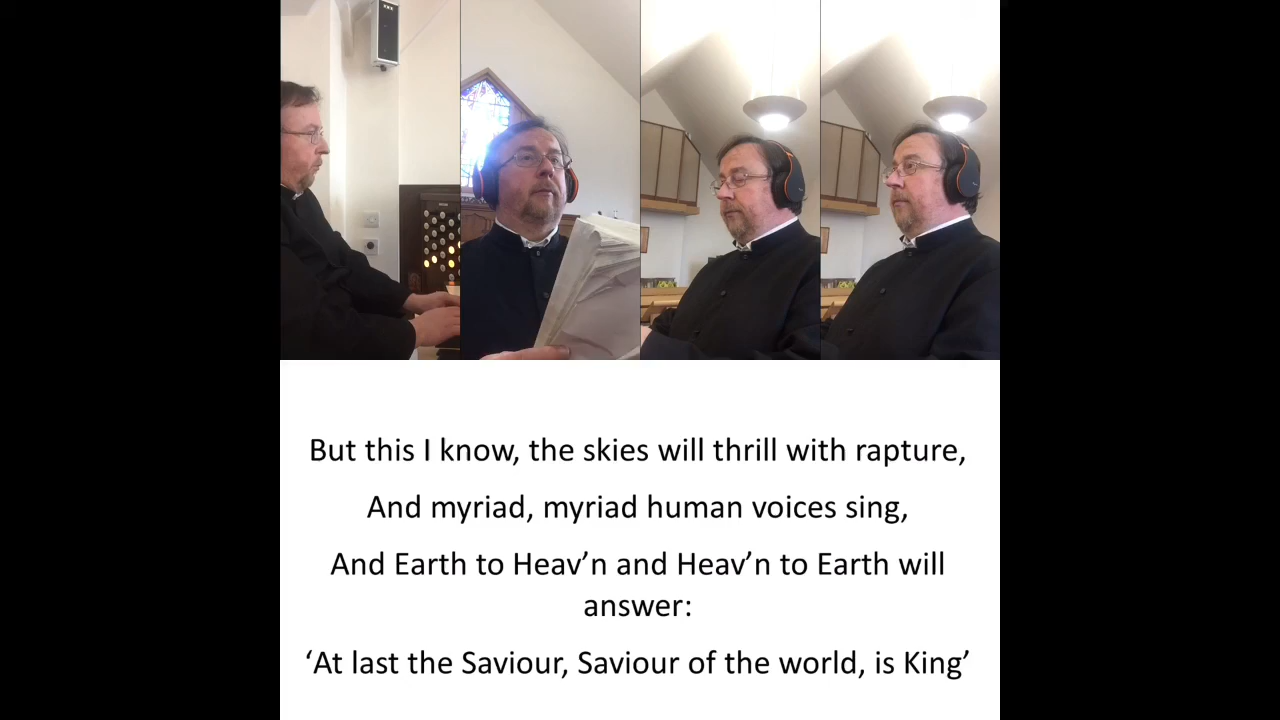 But this I know, the skies will thrill with rapture,
And myriad, myriad human voices sing,
And Earth to Heav’n and Heav’n to Earth will
answer:
‘At last the Saviour, Saviour of the world, is King’